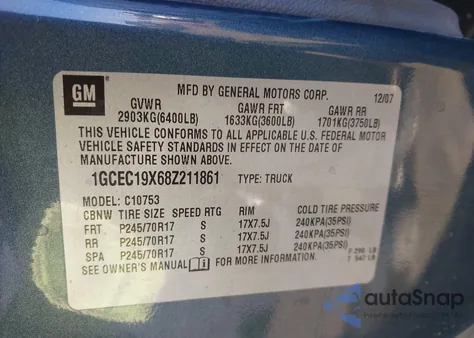 GM
MFD BY GENERAL MOTORS CORP.
12/07
GVWR GAWR FRT GAWR RR
2903KG(6400LB) 1633KG(3600LB) 1701KG(3750LB)
THIS VEHICLE CONFORMS TO ALL APPLICABLE U.S. FEDERAL MOTOR
VEHICLE SAFETY STANDARDS IN EFFECT ON THE DATE OF
MANUFACTURE SHOWN ABOVE.
1GCEC19X68Z211861 TYPE: TRUCK
MODEL: C10753
CBNW TIRE SIZE SPEED RTG RIM COLD TIRE PRESSURE
FRT P245/70R17 S 17X7.5J 240KPA(35PSI)
RR P245/70R17 S 17X7.5J 240KPA(35PSI)
SPA P245/70R17 S 17X7.5J 240KPA(35PSI)
SEE OWNER'S MANUAL FOR MORE INFORMATION.
F 298 LB
T 542 LB
autoSnap